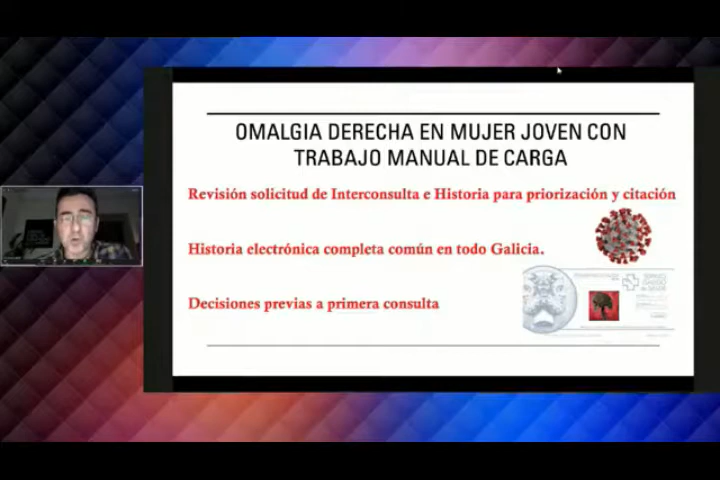 OMALGIA DERECHA EN MUJER JOVEN CON
TRABAJO MANUAL DE CARGA
Revisión solicitud de Interconsulta e Historia para priorización y citación
Historia electrónica completa común en todo Galicia.
Decisiones previas a primera consulta